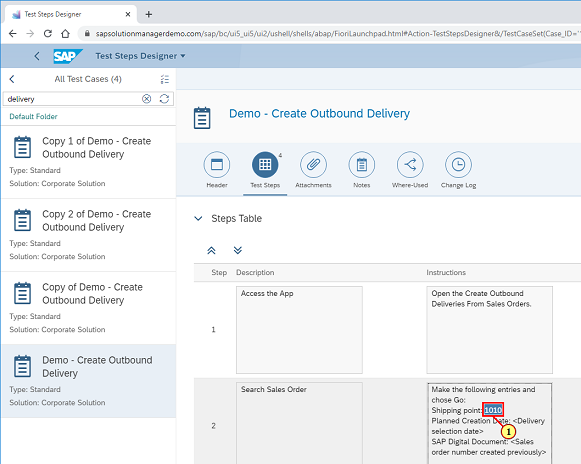 Test Steps Designer
sapsolutionmanagerdemo.com/sap/bc/ui5_ui5/ui2/ushell/shells/abap/FioriLaunchpad.html#Action-TestStepsDesigner&/TestCaseSet(Case_ID='
SAP Test Steps Designer
All Test Cases (4)
delivery
Default Folder
Copy 1 of Demo - Create
Outbound Delivery
Type: Standard
Solution: Corporate Solution
Copy 2 of Demo - Create
Outbound Delivery
Type: Standard
Solution: Corporate Solution
Copy of Demo - Create
Outbound Delivery
Type: Standard
Solution: Corporate Solution
Demo - Create Outbound
Delivery
Type: Standard
Solution: Corporate Solution
Demo - Create Outbound Delivery
4
Header Test Steps Attachments Notes Where-Used Change Log
Steps Table
Step Description Instructions
1
Access the App
Open the Create Outbound
Deliveries From Sales Orders.
2
Search Sales Order
Make the following entries and
chose Go:
Shipping point: 1010
Planned Creation Date: <Delivery
selection date>
SAP Digital Document: <Sales
order number created previously>
1